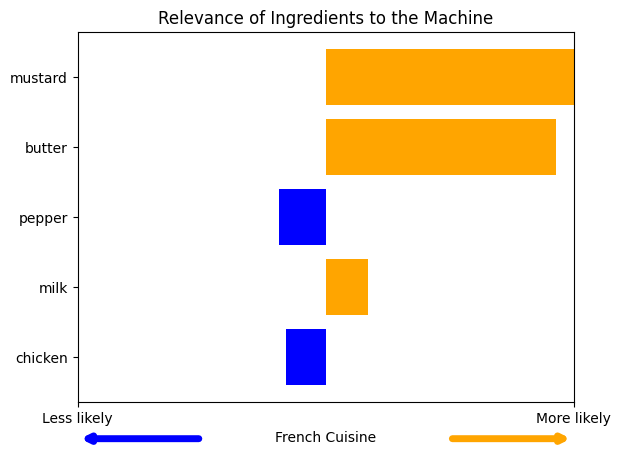 Relevance of Ingredients to the Machine
mustard
butter
pepper
milk
chicken
Less likely
More likely
French Cuisine